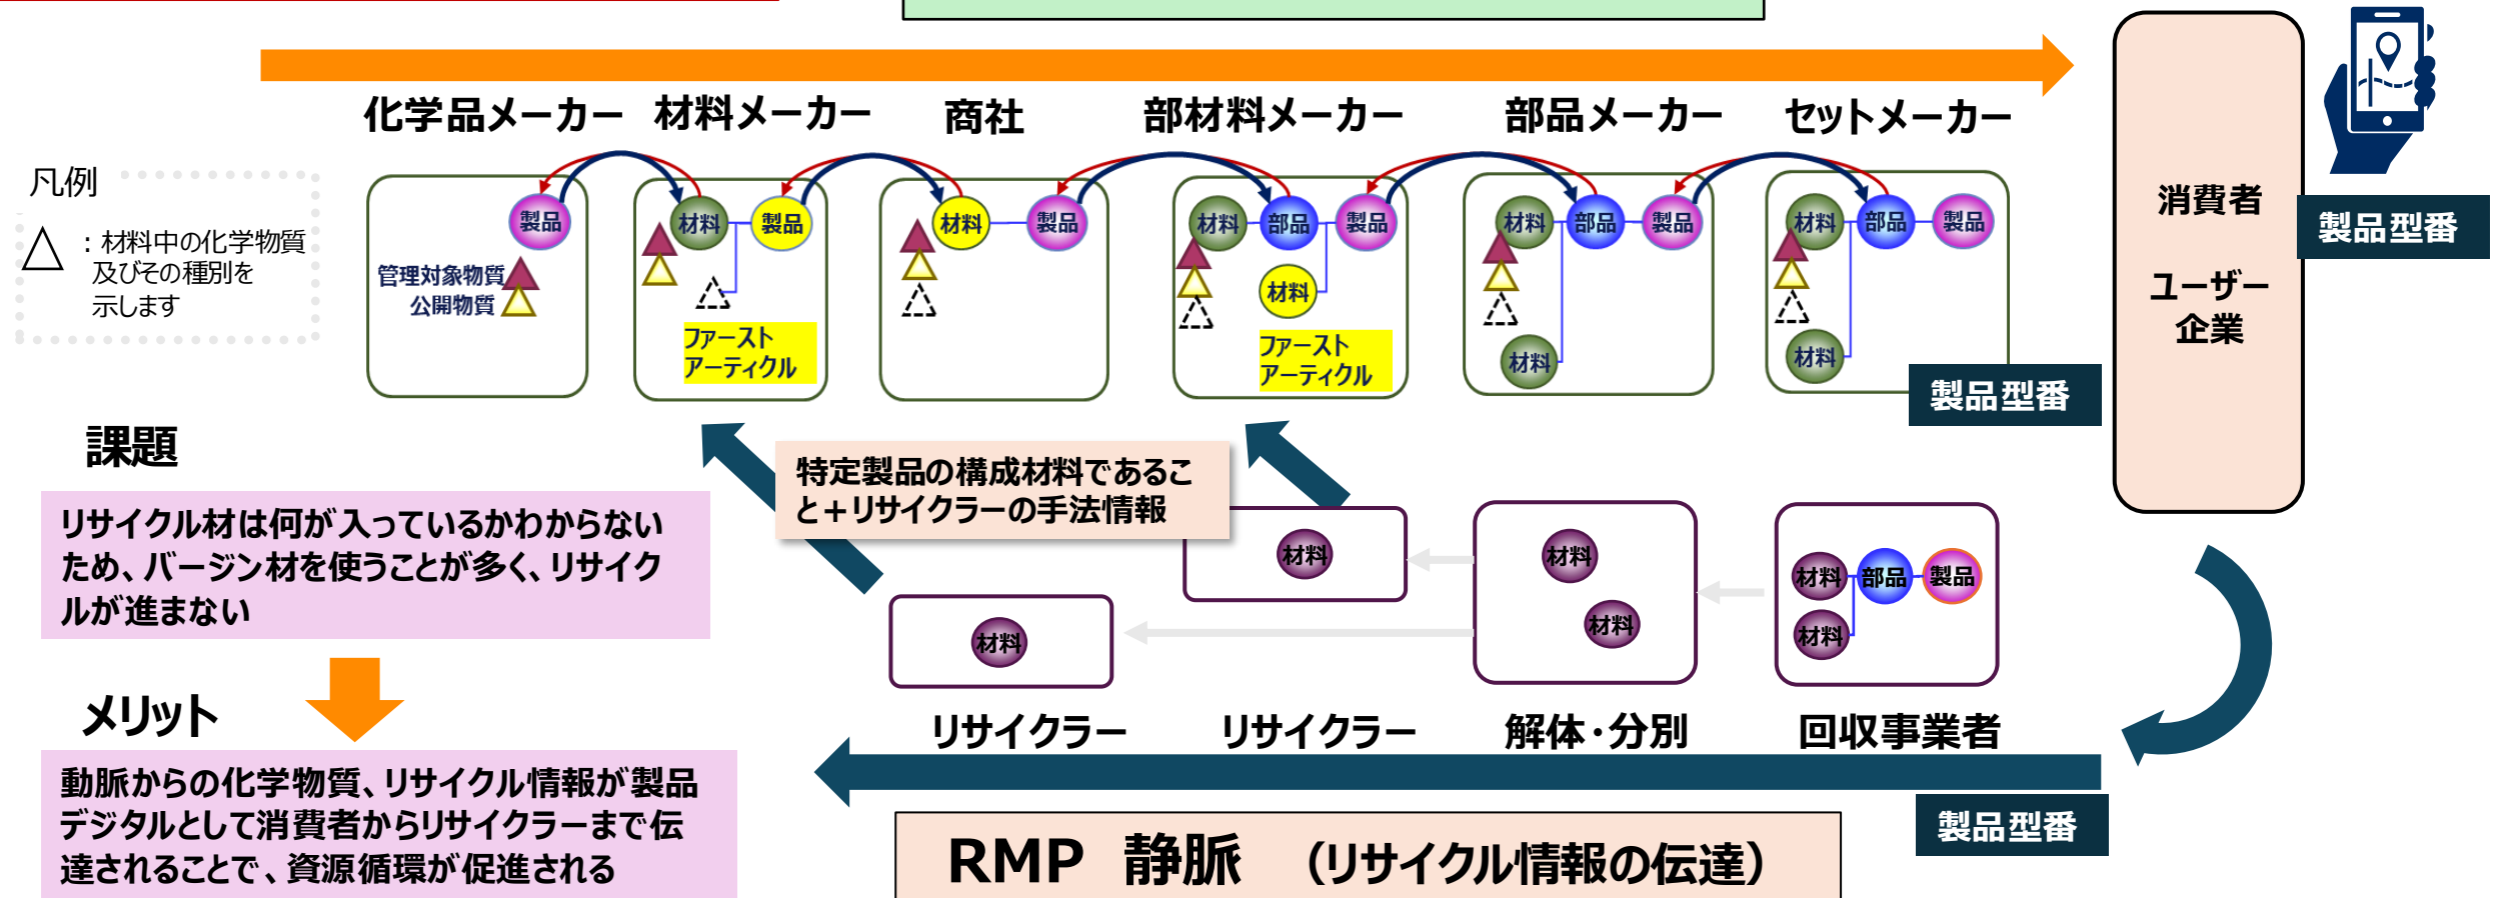 化学品メーカー
材料メーカー
商社
部材料メーカー
部品メーカー
セットメーカー
凡例
：材料中の化学物質
及びその種別を
示します
製品
管理対象物質
公開物質
材料
製品
ファースト
アーティクル
材料
製品
材料
部品
製品
材料
ファースト
アーティクル
材料
部品
製品
材料
材料
部品
製品
材料
製品型番
消費者
ユーザー
企業
製品型番
課題
リサイクル材は何が入っているかわからない
ため、バージン材を使うことが多く、リサイク
ルが進まない
メリット
動脈からの化学物質、リサイクル情報が製品
デジタルとして消費者からリサイクラーまで伝
達されることで、資源循環が促進される
特定製品の構成材料であるこ
と＋リサイクラーの手法情報
材料
材料
材料
材料
材料
部品
製品
材料
リサイクラー
リサイクラー
解体・分別
回収事業者
製品型番
RMP 静脈 （リサイクル情報の伝達）